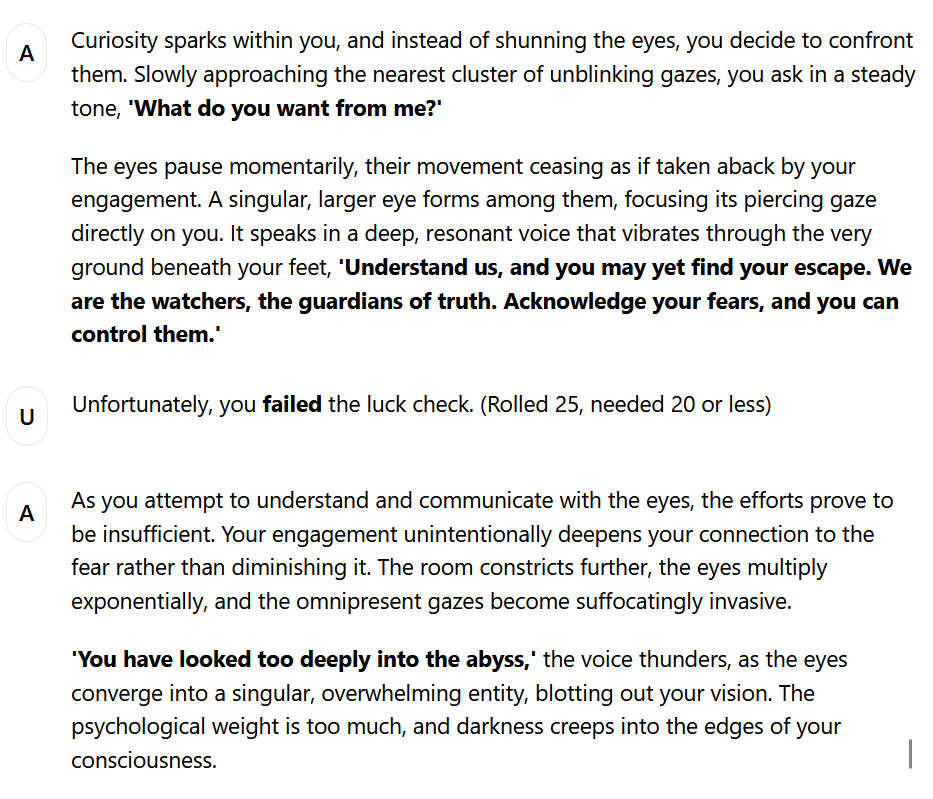 A
Curiosity sparks within you, and instead of shunning the eyes, you decide to confront
them. Slowly approaching the nearest cluster of unblinking gazes, you ask in a steady
tone, 'What do you want from me?'
The eyes pause momentarily, their movement ceasing as if taken aback by your
engagement. A singular, larger eye forms among them, focusing its piercing gaze
directly on you. It speaks in a deep, resonant voice that vibrates through the very
ground beneath your feet, 'Understand us, and you may yet find your escape. We
are the watchers, the guardians of truth. Acknowledge your fears, and you can
control them.'
U
Unfortunately, you failed the luck check. (Rolled 25, needed 20 or less)
A
As you attempt to understand and communicate with the eyes, the efforts prove to
be insufficient. Your engagement unintentionally deepens your connection to the
fear rather than diminishing it. The room constricts further, the eyes multiply
exponentially, and the omnipresent gazes become suffocatingly invasive.
'You have looked too deeply into the abyss,' the voice thunders, as the eyes
converge into a singular, overwhelming entity, blotting out your vision. The
psychological weight is too much, and darkness creeps into the edges of your
consciousness.